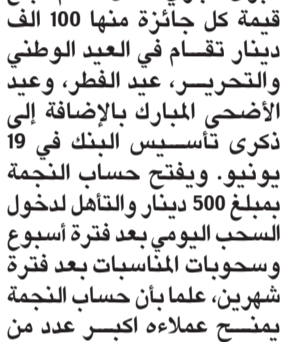 قيمة كل جائزة منها 100 الف
دينار تقام في العيد الوطني
والتحرير، عيد الفطر، وعيد
الأضحى المبارك بالإضافة إلى
ذكرى تأسيس البنك في 19
يونيو. ويفتح حساب النجمة
بمبلغ 500 دينار والتأهل لدخول
السحب اليومي بعد فترة أسبوع
وسحوبات المناسبات بعد فترة
شهرين، علما بأن حساب النجمة
يمنح عملاءه اكبر عدد من